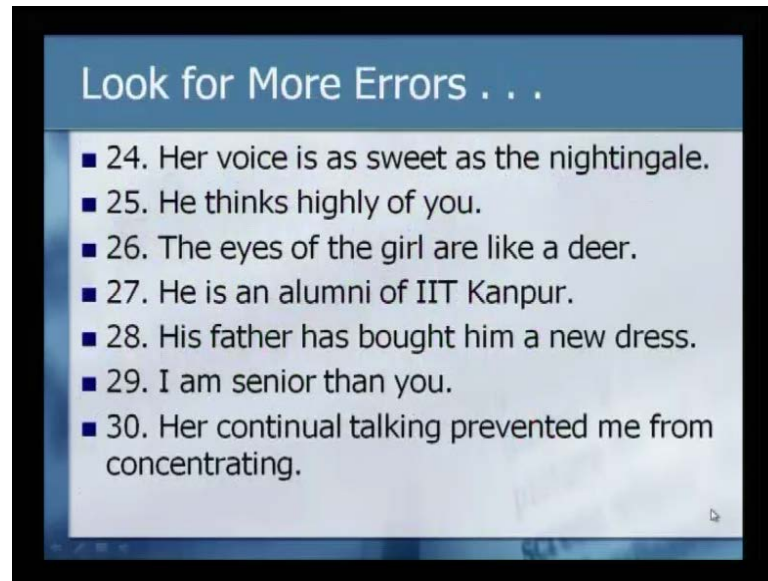 Look for More Errors . . .
24. Her voice is as sweet as the nightingale.
25. He thinks highly of you.
26. The eyes of the girl are like a deer.
27. He is an alumni of IIT Kanpur.
28. His father has bought him a new dress.
29. I am senior than you.
30. Her continual talking prevented me from
concentrating.